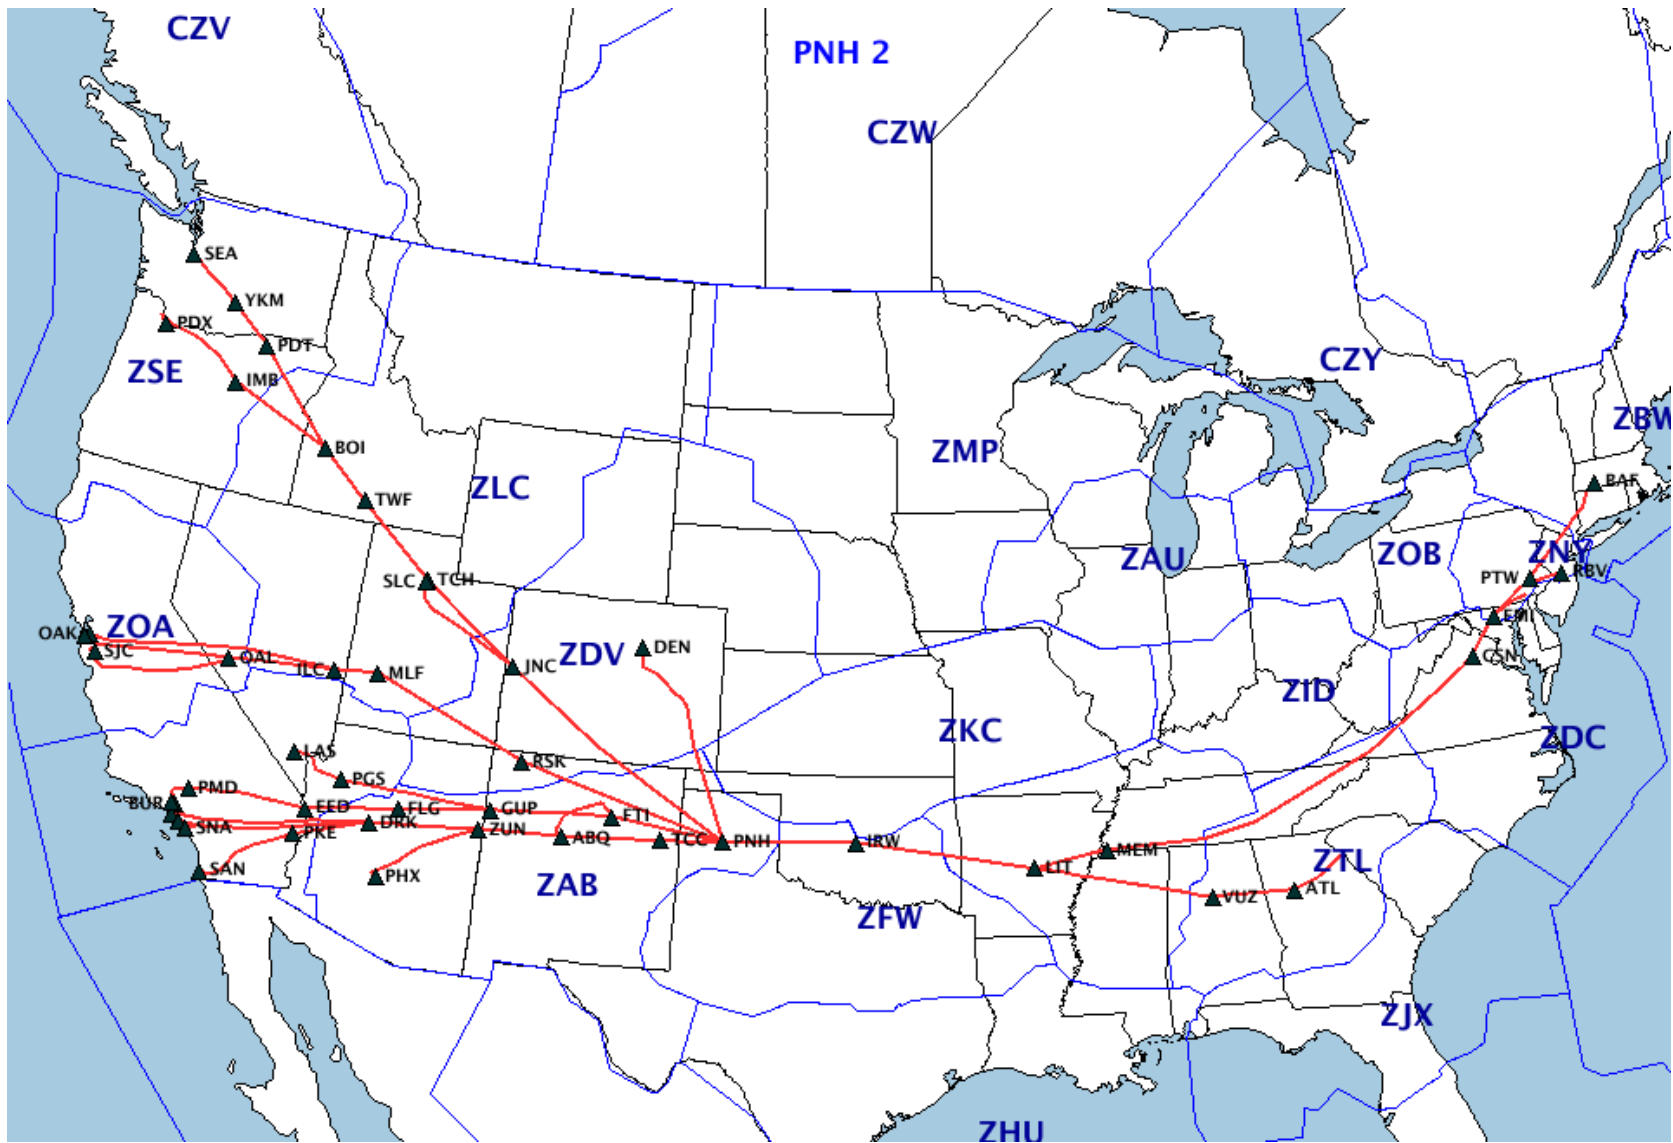 CZV
PNH 2
CZW
SEA
YKM
PDX
PDT
ZSE
IMB
CZY
ZBW
BOI
ZMP
ZLC
TWF
BAF
SLC
TCH
ZAU
ZOB
ZNY
PTW
RBV
OAK
ZOA
EMI
SJC
OAL
ILC
MLF
JNC
ZDV
DEN
CSN
ZID
ZKC
ZDC
LAS
RSK
PGS
PMD
BUR
EED
FLG
GUP
FTI
SNA
PKE
DRK
ZUN
ABQ
TCC
PNH
IRW
MEM
LIT
ZTL
SAN
PHX
ZAB
VUZ
ATL
ZFW
ZJX
ZHU